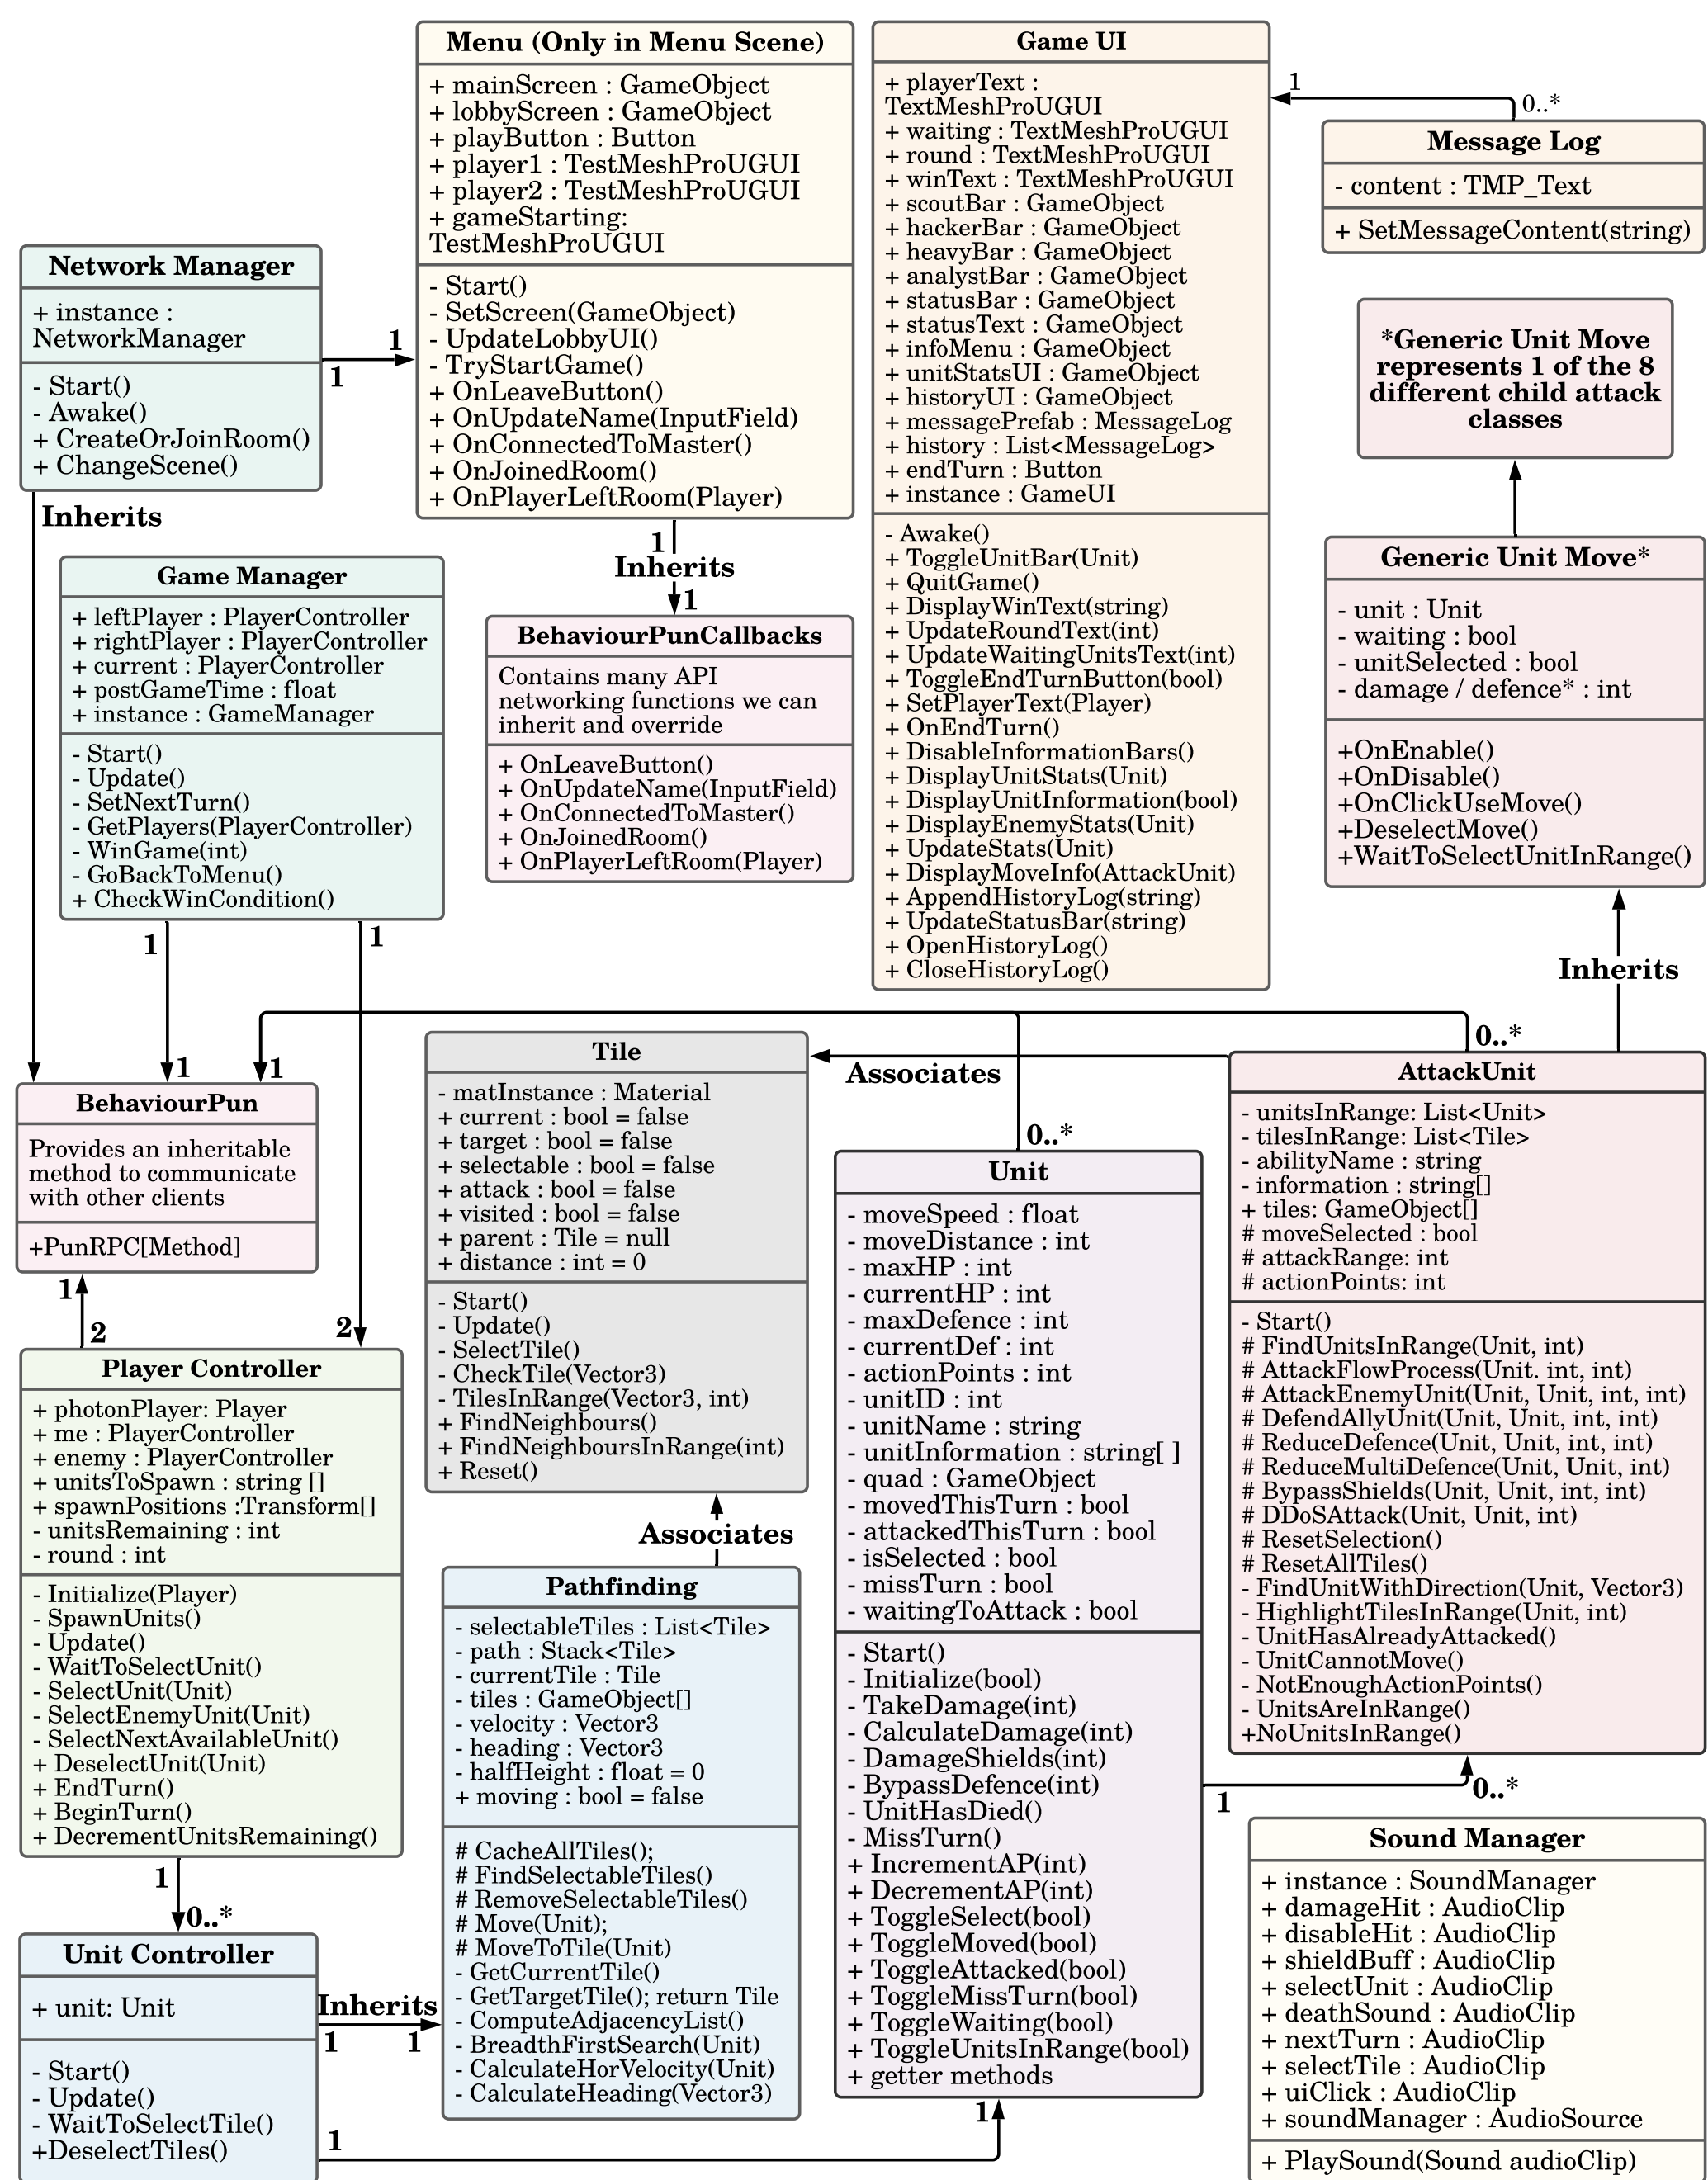 Menu (Only in Menu Scene)
+ mainScreen : GameObject
+ lobbyScreen : GameObject
+ playButton : Button
+ player1 : TestMeshProUGUI
+ player2 : TestMeshProUGUI
+ gameStarting:
TestMeshProUGUI
- Start()
- SetScreen(GameObject)
- UpdateLobbyUI()
- TryStartGame()
+ OnLeaveButton()
+ OnUpdateName(InputField)
+ OnConnectedToMaster()
+ OnJoinedRoom()
+ OnPlayerLeftRoom(Player)
Game UI
+ playerText :
TextMeshProUGUI
+ waiting : TextMeshProUGUI
+ round : TextMeshProUGUI
+ winText : TextMeshProUGUI
+ scoutBar : GameObject
+ hackerBar : GameObject
+ heavyBar : GameObject
+ analystBar : GameObject
+ statusBar : GameObject
+ statusText : GameObject
+ infoMenu : GameObject
+ unitStatsUI : GameObject
+ historyUI : GameObject
+ messagePrefab : MessageLog
+ history : List<MessageLog>
+ endTurn : Button
+ instance : GameUI
- Awake()
+ ToggleUnitBar(Unit)
+ QuitGame()
+ DisplayWinText(string)
+ UpdateRoundText(int)
+ UpdateWaitingUnitsText(int)
+ ToggleEndTurnButton(bool)
+ SetPlayerText(Player)
+ OnEndTurn()
+ DisableInformationBars()
+ DisplayUnitStats(Unit)
+ DisplayUnitInformation(bool)
+ DisplayEnemyStats(Unit)
+ UpdateStats(Unit)
+ DisplayMoveInfo(AttackUnit)
+ AppendHistoryLog(string)
+ UpdateStatusBar(string)
+ OpenHistoryLog()
+ CloseHistoryLog()
1
0..*
Message Log
- content : TMP_Text
+ SetMessageContent(string)
*Generic Unit Move
represents 1 of the 8
different child attack
classes
Generic Unit Move*
- unit : Unit
- waiting : bool
- unitSelected : bool
- damage / defence* : int
+OnEnable()
+OnDisable()
+OnClickUseMove()
+DeselectMove()
+WaitToSelectUnitInRange()
Inherits
Network Manager
+ instance :
NetworkManager
- Start()
- Awake()
+ CreateOrJoinRoom()
+ ChangeScene()
1
1
Inherits
1
Inherits
1
BehaviourPunCallbacks
Contains many API
networking functions we can
inherit and override
+ OnLeaveButton()
+ OnUpdateName(InputField)
+ OnConnectedToMaster()
+ OnJoinedRoom()
+ OnPlayerLeftRoom(Player)
Game Manager
+ leftPlayer : PlayerController
+ rightPlayer : PlayerController
+ current : PlayerController
+ postGameTime : float
+ instance : GameManager
- Start()
- Update()
- SetNextTurn()
- GetPlayers(PlayerController)
- WinGame(int)
- GoBackToMenu()
+ CheckWinCondition()
1
1
1
1
BehaviourPun
Provides an inheritable
method to communicate
with other clients
+PunRPC[Method]
1
2
2
Tile
- matInstance : Material
+ current : bool = false
+ target : bool = false
+ selectable : bool = false
+ attack : bool = false
+ visited : bool = false
+ parent : Tile = null
+ distance : int = 0
- Start()
- Update()
- SelectTile()
- CheckTile(Vector3)
- TilesInRange(Vector3, int)
+ FindNeighbours()
+ FindNeighboursInRange(int)
+ Reset()
Associates
0..*
0..*
AttackUnit
- unitsInRange: List<Unit>
- tilesInRange: List<Tile>
- abilityName : string
- information : string[]
+ tiles: GameObject[]
# moveSelected : bool
# attackRange: int
# actionPoints: int
- Start()
# FindUnitsInRange(Unit, int)
# AttackFlowProcess(Unit. int, int)
# AttackEnemyUnit(Unit, Unit, int, int)
# DefendAllyUnit(Unit, Unit, int, int)
# ReduceDefence(Unit, Unit, int, int)
# ReduceMultiDefence(Unit, Unit, int)
# BypassShields(Unit, Unit, int, int)
# DDoSAttack(Unit, Unit, int)
# ResetSelection()
# ResetAllTiles()
- FindUnitWithDirection(Unit, Vector3)
- HighlightTilesInRange(Unit, int)
- UnitHasAlreadyAttacked()
- UnitCannotMove()
- NotEnoughActionPoints()
- UnitsAreInRange()
+NoUnitsInRange()
Unit
- moveSpeed : float
- moveDistance : int
- maxHP : int
- currentHP : int
- maxDefence : int
- currentDef : int
- actionPoints : int
- unitID : int
- unitName : string
- unitInformation : string[ ]
- quad : GameObject
- movedThisTurn : bool
- attackedThisTurn : bool
- isSelected : bool
- missTurn : bool
- waitingToAttack : bool
- Start()
- Initialize(bool)
- TakeDamage(int)
- CalculateDamage(int)
- DamageShields(int)
- BypassDefence(int)
- UnitHasDied()
- MissTurn()
+ IncrementAP(int)
+ DecrementAP(int)
+ ToggleSelect(bool)
+ ToggleMoved(bool)
+ ToggleAttacked(bool)
+ ToggleMissTurn(bool)
+ ToggleWaiting(bool)
+ ToggleUnitsInRange(bool)
+ getter methods
1
0..*
Player Controller
+ photonPlayer: Player
+ me : PlayerController
+ enemy : PlayerController
+ unitsToSpawn : string []
+ spawnPositions :Transform[]
- unitsRemaining : int
- round : int
- Initialize(Player)
- SpawnUnits()
- Update()
- WaitToSelectUnit()
- SelectUnit(Unit)
- SelectEnemyUnit(Unit)
- SelectNextAvailableUnit()
+ DeselectUnit(Unit)
+ EndTurn()
+ BeginTurn()
+ DecrementUnitsRemaining()
1
0..*
Associates
Pathfinding
- selectableTiles : List<Tile>
- path : Stack<Tile>
- currentTile : Tile
- tiles : GameObject[]
- velocity : Vector3
- heading : Vector3
- halfHeight : float = 0
+ moving : bool = false
# CacheAllTiles();
# FindSelectableTiles()
# RemoveSelectableTiles()
# Move(Unit);
# MoveToTile(Unit)
- GetCurrentTile()
- GetTargetTile(); return Tile
- ComputeAdjacencyList()
- BreadthFirstSearch(Unit)
- CalculateHorVelocity(Unit)
- CalculateHeading(Vector3)
Unit Controller
+ unit: Unit
- Start()
- Update()
- WaitToSelectTile()
+DeselectTiles()
Inherits
1
1
1
1
Sound Manager
+ instance : SoundManager
+ damageHit : AudioClip
+ disableHit : AudioClip
+ shieldBuff : AudioClip
+ selectUnit : AudioClip
+ deathSound : AudioClip
+ nextTurn : AudioClip
+ selectTile : AudioClip
+ uiClick : AudioClip
+ soundManager : AudioSource
+ PlaySound(Sound audioClip)